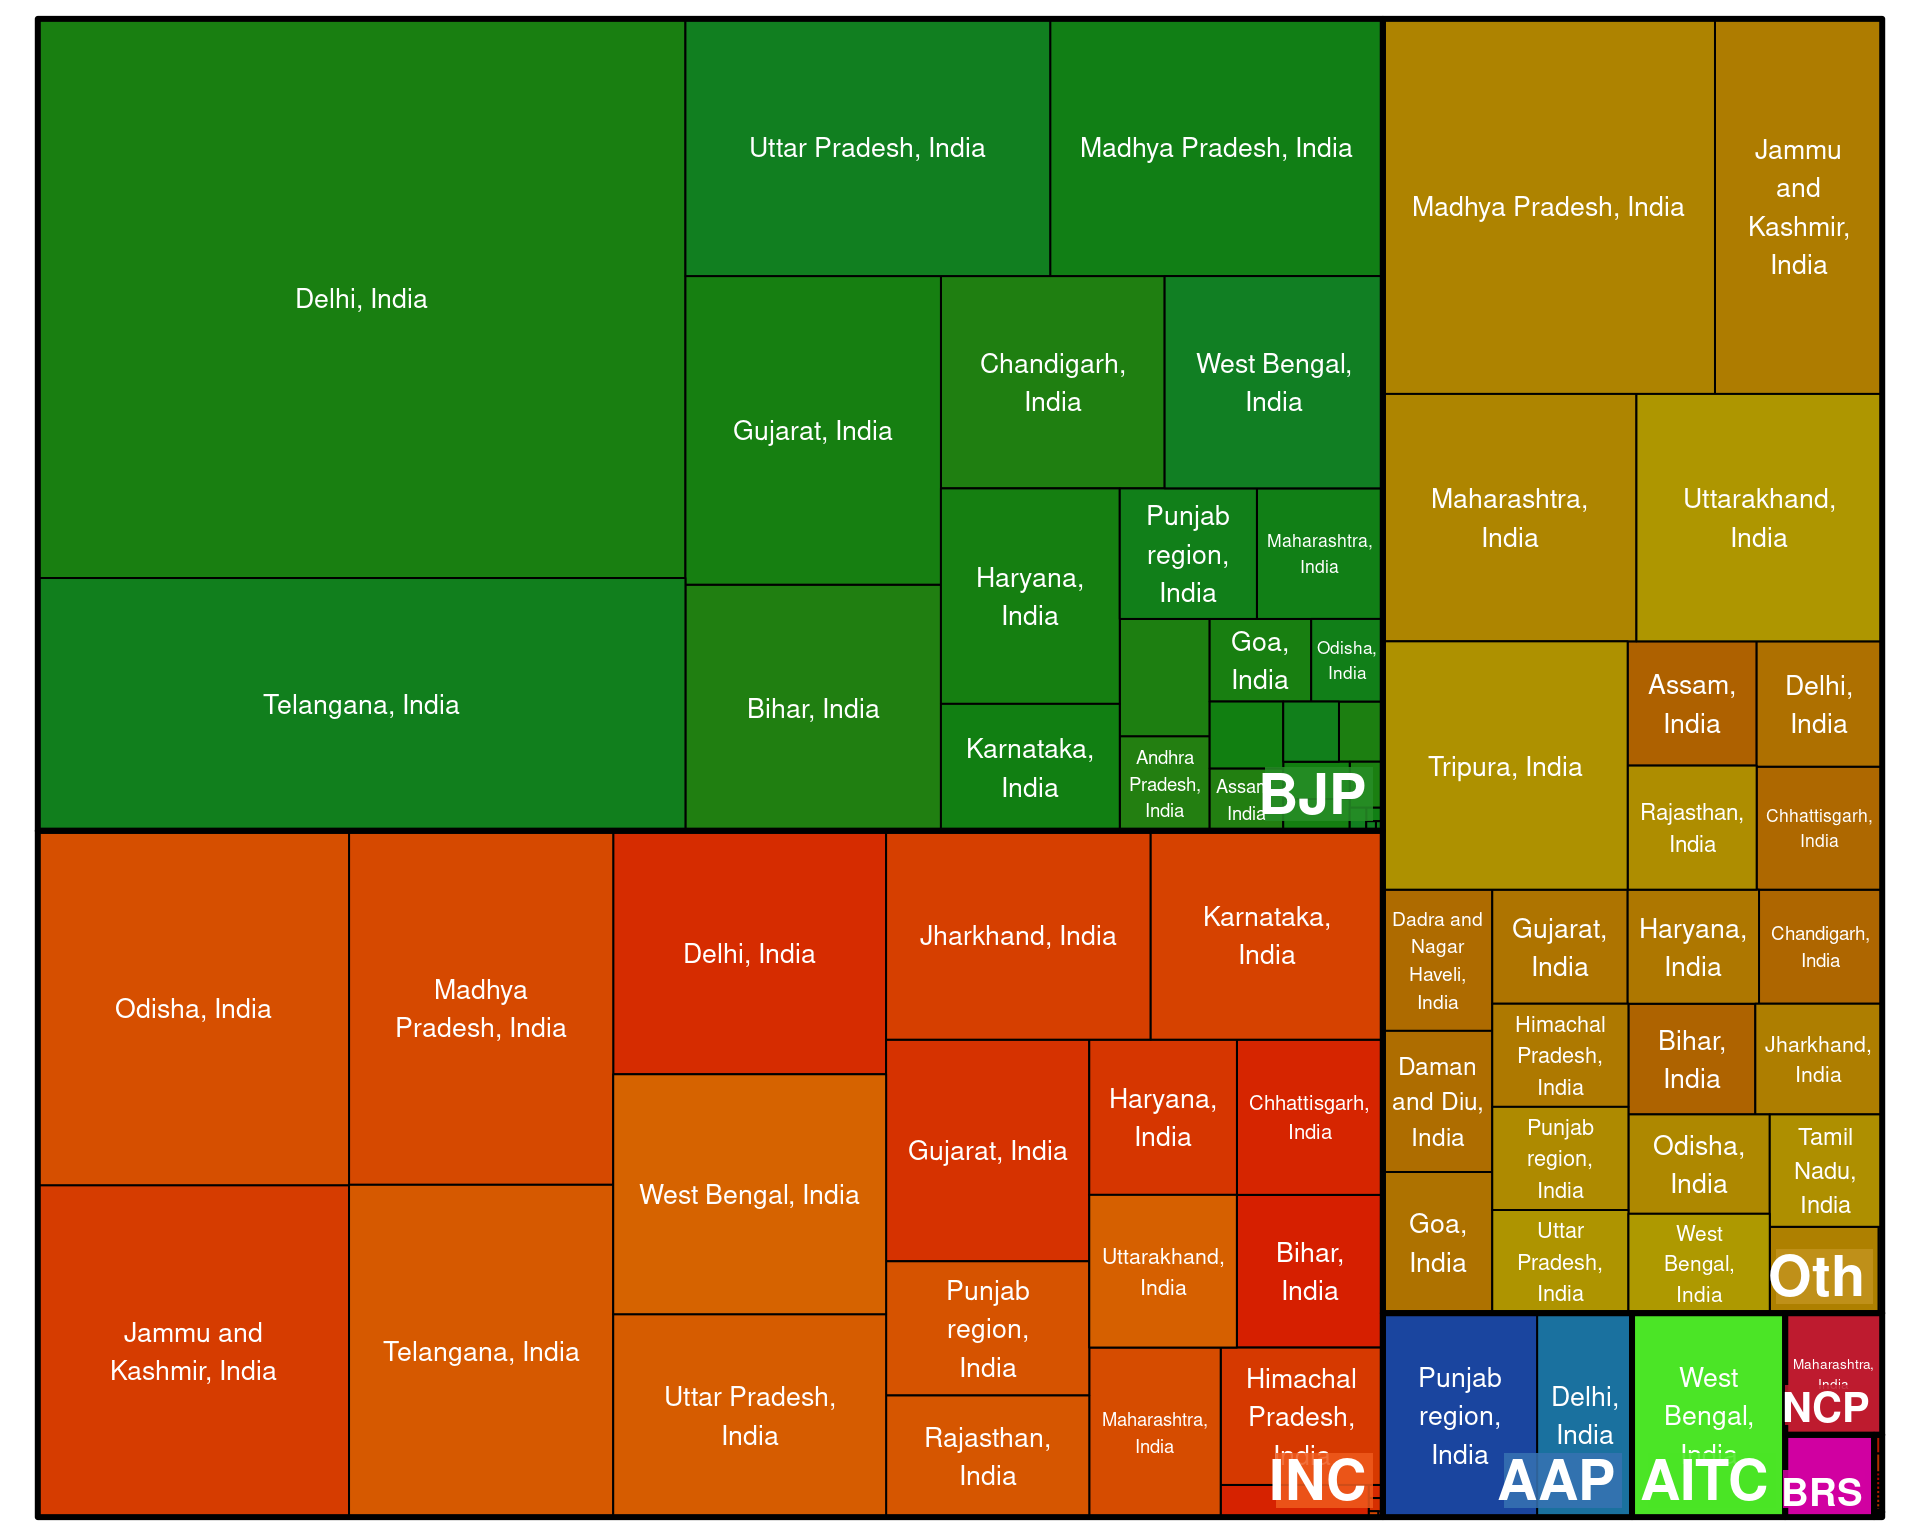 Delhi, India
Telangana, India
Uttar Pradesh, India
Madhya Pradesh, India
Gujarat, India
Bihar, India
Chandigarh,
India
West Bengal,
India
Haryana,
India
Karnataka,
India
Punjab
region,
India
Maharashtra,
India
Andhra
Pradesh,
India
Goa,
India
Odisha,
India
Assam
India
BJP
Odisha, India
Jammu and
Kashmir, India
Madhya
Pradesh, India
Telangana, India
Delhi, India
West Bengal, India
Uttar Pradesh,
India
Jharkhand, India
Karnataka,
India
Gujarat, India
Punjab
region,
India
Rajasthan,
India
Haryana,
India
Chhattisgarh,
India
Uttarakhand,
India
Bihar,
India
Maharashtra,
India
Himachal
Pradesh,
India
INC
Madhya Pradesh, India
Jammu
and
Kashmir,
India
Maharashtra,
India
Uttarakhand,
India
Tripura, India
Assam,
India
Delhi,
India
Rajasthan,
India
Chhattisgarh,
India
Dadra and
Nagar
Haveli,
India
Daman
and Diu,
India
Goa,
India
Gujarat,
India
Haryana,
India
Chandigarh,
India
Himachal
Pradesh,
India
Bihar,
India
Jharkhand,
India
Punjab
region,
India
Odisha,
India
Tamil
Nadu,
India
Uttar
Pradesh,
India
West
Bengal,
India
Oth
Punjab
region,
India
Delhi,
India
AAP
West
Bengal,
India
AITC
Maharashtra,
India
NCP
BRS